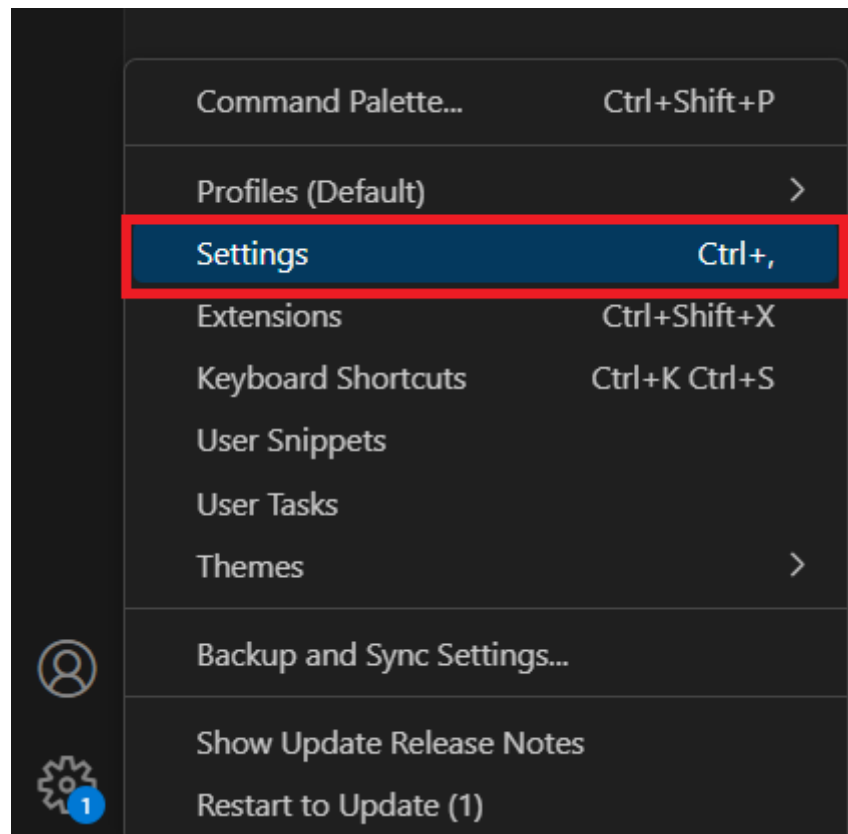 Command Palette... Ctrl+Shift+P
Profiles (Default)
Settings Ctrl+,
Extensions Ctrl+Shift+X
Keyboard Shortcuts Ctrl+K Ctrl+S
User Snippets
User Tasks
Themes
Backup and Sync Settings...
Show Update Release Notes
1
Restart to Update (1)